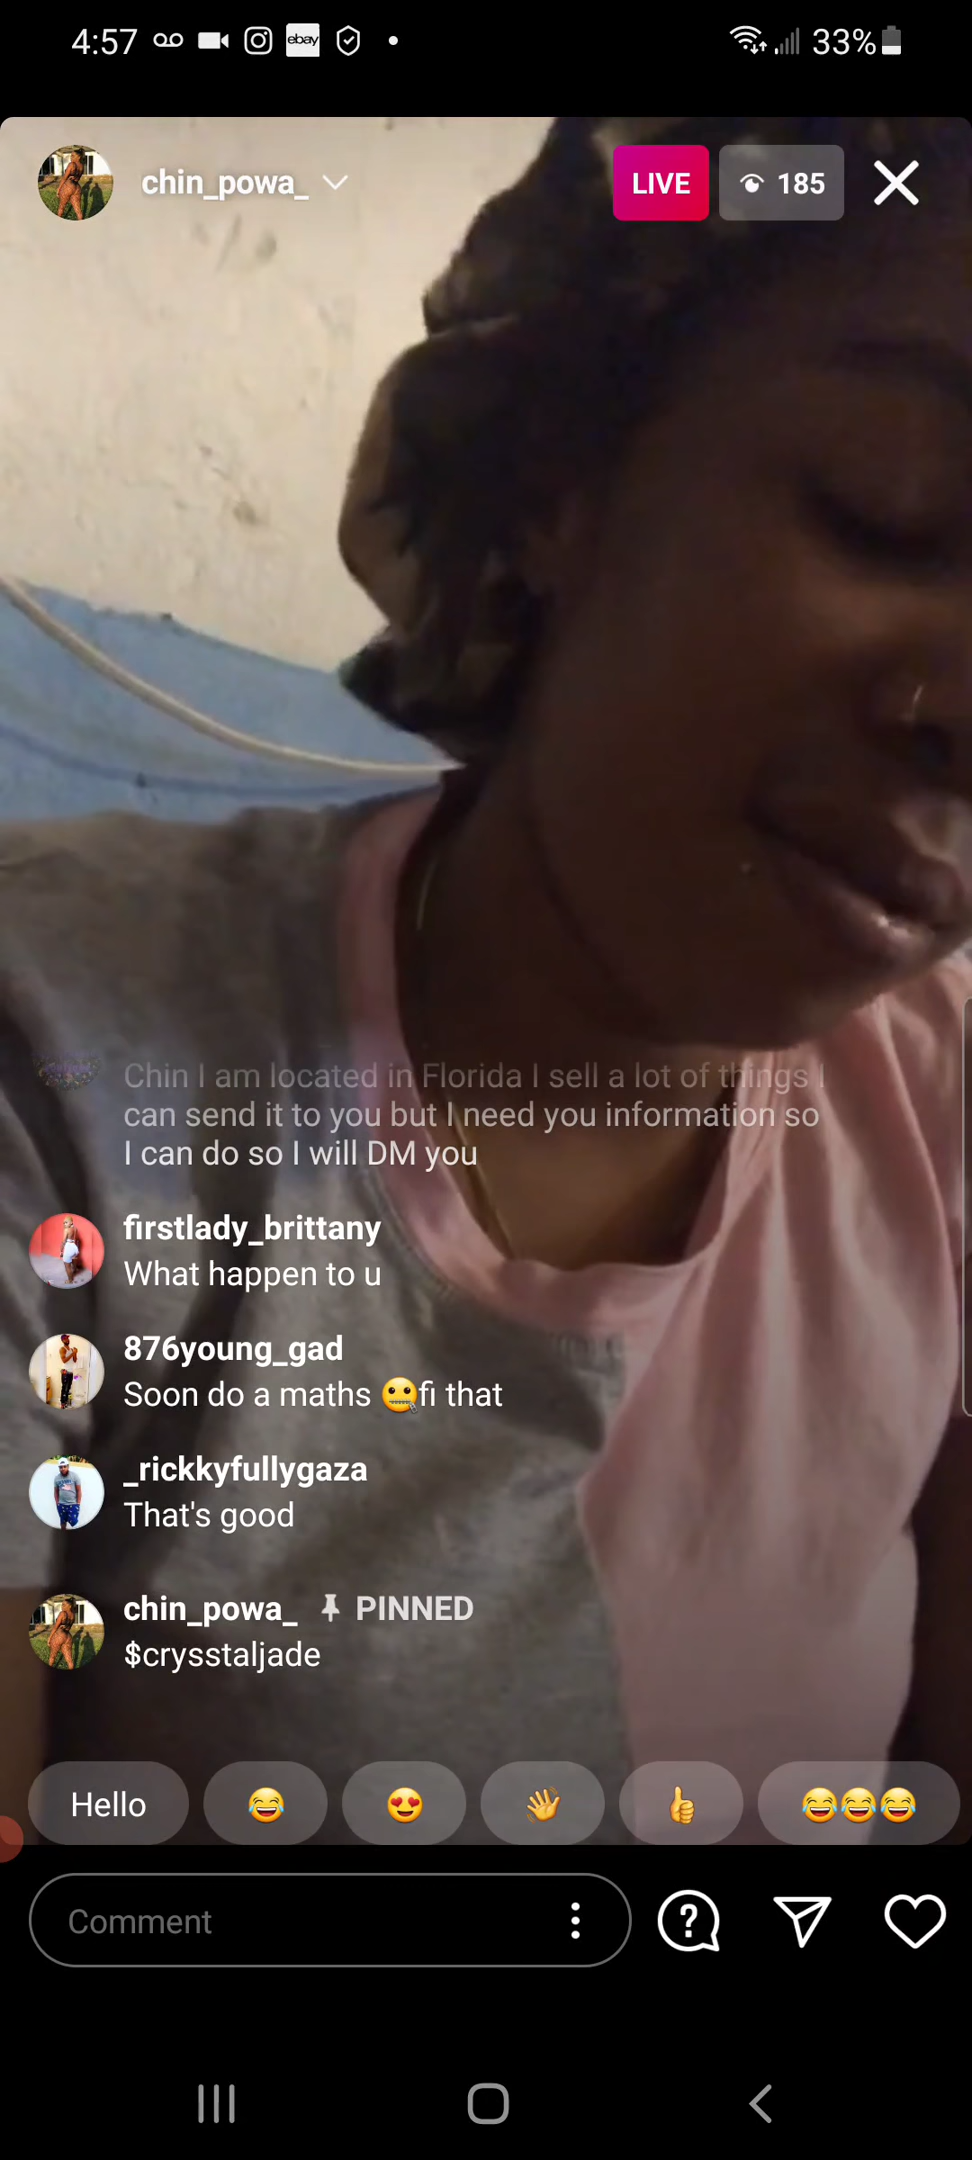 4:57
ebay
33%
chin_powa_
LIVE
185
Chin I am located in Florida I sell a lot of things I
can send it to you but I need you information so
I can do so I will DM you
firstlady_brittany
What happen to u
876young_gad
Soon do a maths 🤐fi that
_rickkyfullygaza
That's good
chin_powa_ PINNED
$crysstaljade
Hello
Comment